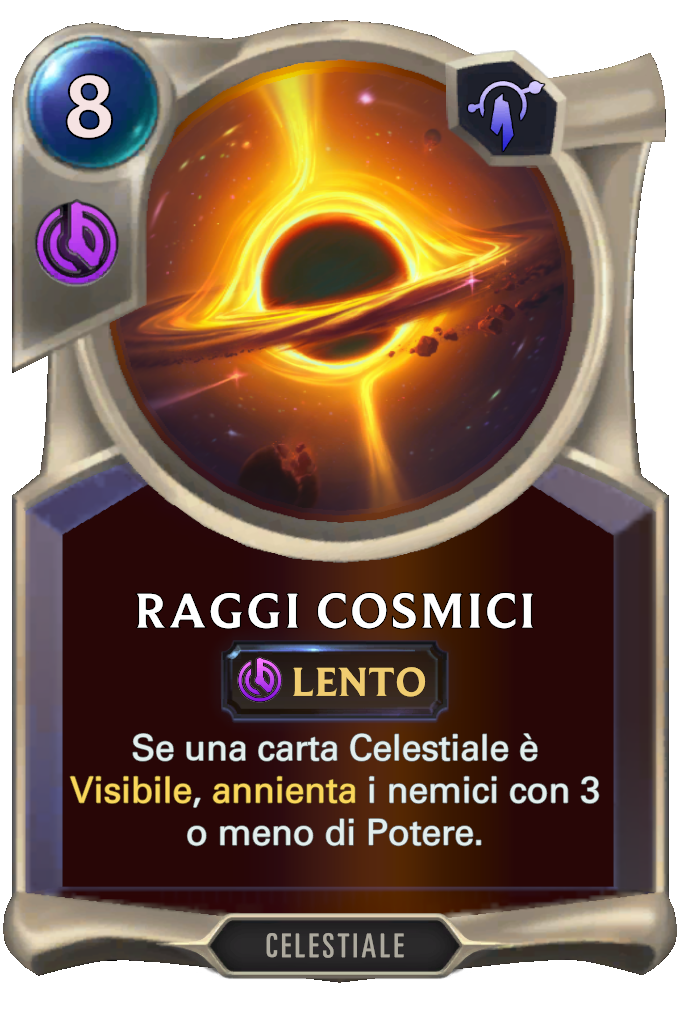 8
RAGGI COSMICI
LENTO
Se una carta Celestiale è
Visibile, annienta i nemici con 3
o meno di Potere.
CELESTIALE